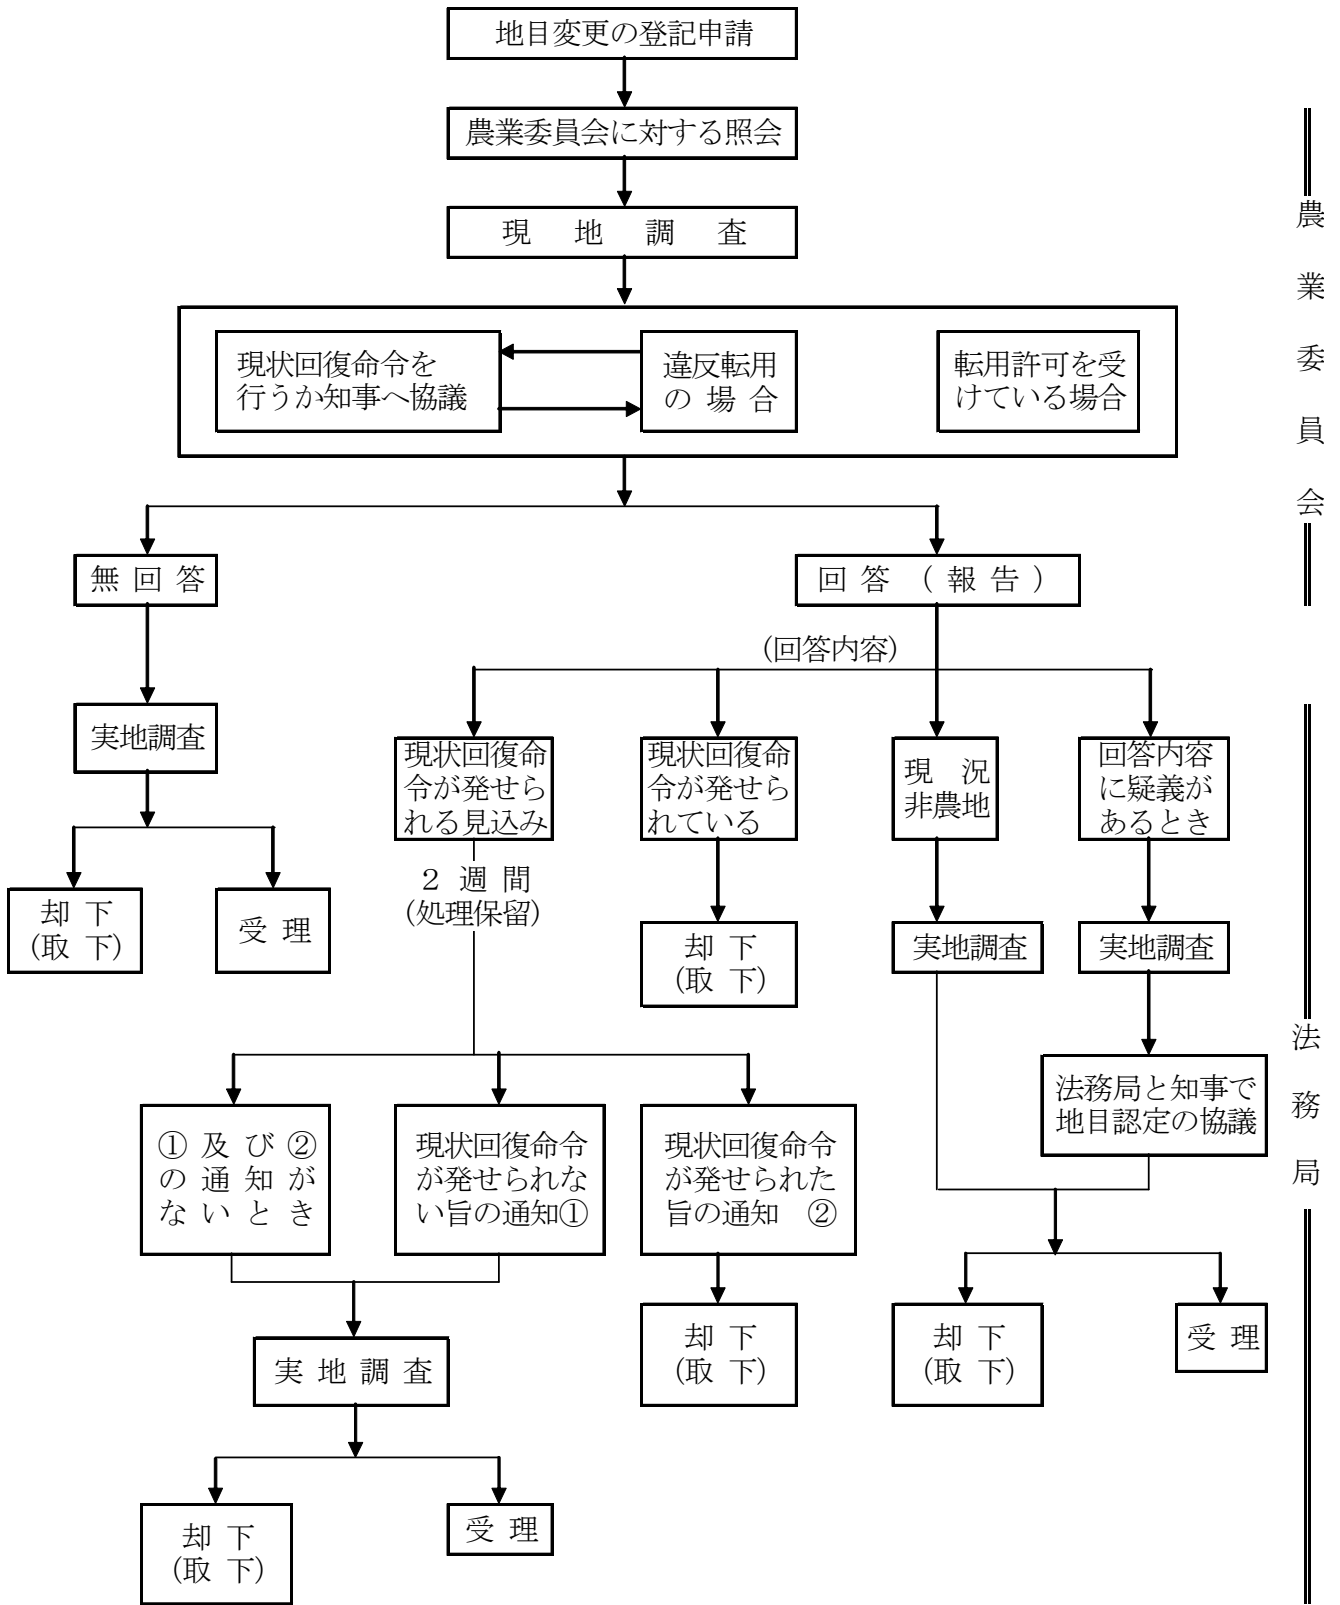 地目変更の登記申請
農業委員会に対する照会
現地調査
現状回復命令を
行うか知事へ協議
違反転用
の場合
転用許可を受
けている場合
農業委員会
無回答
回答（報告）
(回答内容)
実地調査
却下
(取下)
受理
現状回復命
令が発せら
れる見込み
２週間
(処理保留)
現状回復命
令が発せら
れている
却下
(取下)
現況
非農地
実地調査
回答内容
に疑義が
あるとき
実地調査
法務局と知事で
地目認定の協議
法務局
①及び②
の通知が
ないとき
現状回復命令
が発せられな
い旨の通知①
現状回復命令
が発せられた
旨の通知　②
却下
(取下)
却下
(取下)
受理
実地調査
却下
(取下)
受理